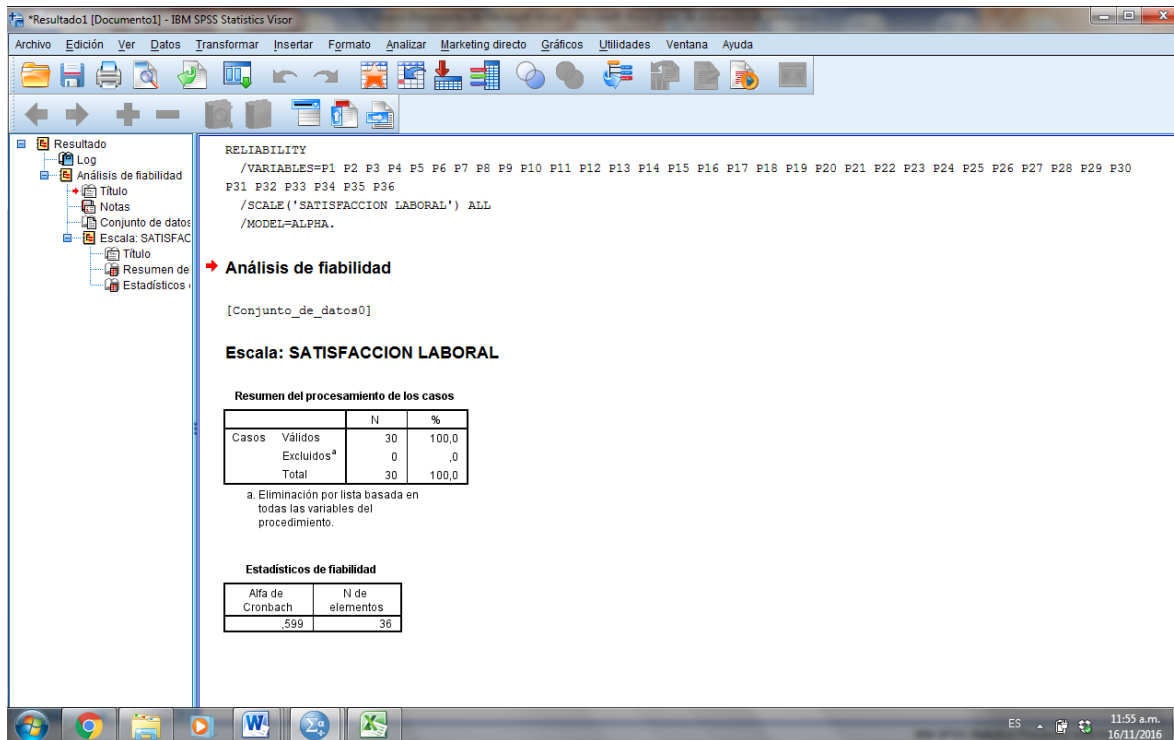 *Resultado1 [Documento1] - IBM SPSS Statistics Visor
Archivo Edición Ver Datos Transformar Insertar Formato Analizar Marketing directo Gráficos Utilidades Ventana Ayuda
Resultado
Log
Análisis de fiabilidad
Título
Notas
Conjunto de datos
Escala: SATISFAC
Título
Resumen de
Estadísticos
RELIABILITY
/VARIABLES=P1 P2 P3 P4 P5 P6 P7 P8 P9 P10 P11 P12 P13 P14 P15 P16 P17 P18 P19 P20 P21 P22 P23 P24 P25 P26 P27 P28 P29 P30
P31 P32 P33 P34 P35 P36
/SCALE('SATISFACCION LABORAL') ALL
/MODEL=ALPHA.
Análisis de fiabilidad
[Conjunto_de_datos0]
Escala: SATISFACCION LABORAL
Resumen del procesamiento de los casos
N %
Casos Válidos 30 100,0
Excluidosa 0 ,0
Total 30 100,0
a. Eliminación por lista basada en
todas las variables del
procedimiento.
Estadísticos de fiabilidad
Alfa de Cronbach N de elementos
,599 36
ES 11:55 a.m.
16/11/2016